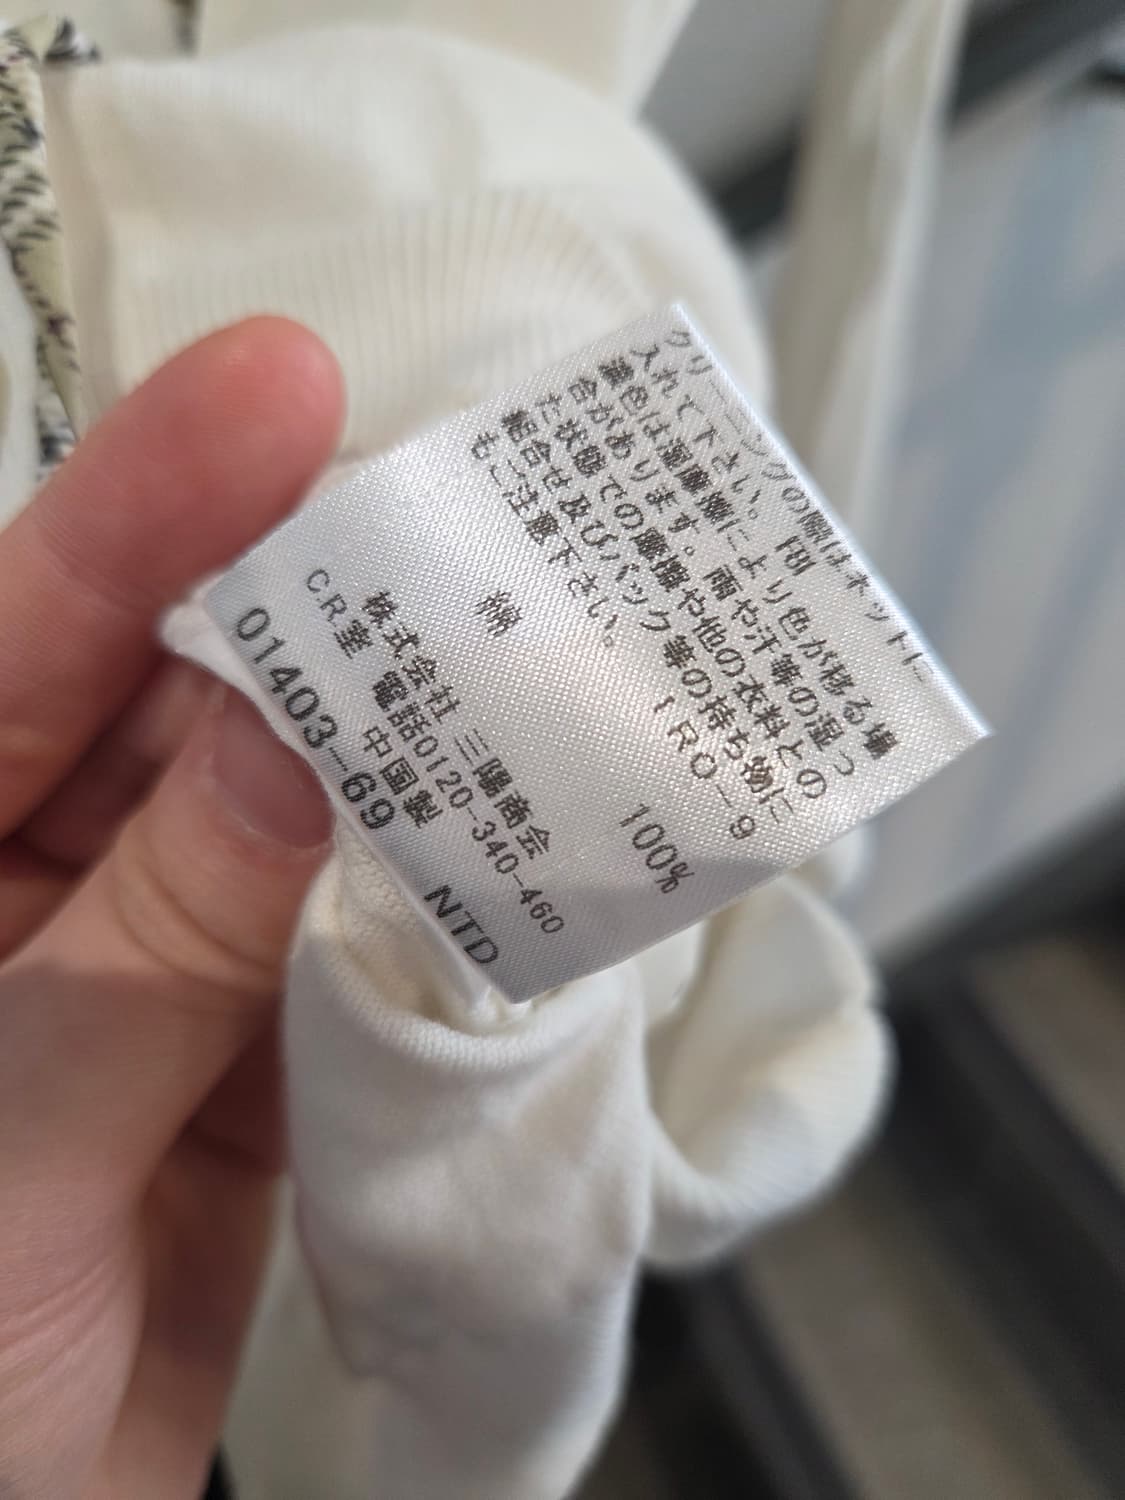 クリーニングの際はネットに
入れて下さい。 FBI
濃色は湿摩擦により色が移る場
合があります。雨や汗等の湿っ
た状態での摩擦や他の衣料との
組合せ及びバック等の持ち物に
もご注意下さい。 IRO-9
綿 100%
株式会社 三陽商会
CR室 電話0120-340-460
中国製
01403-69 NTD